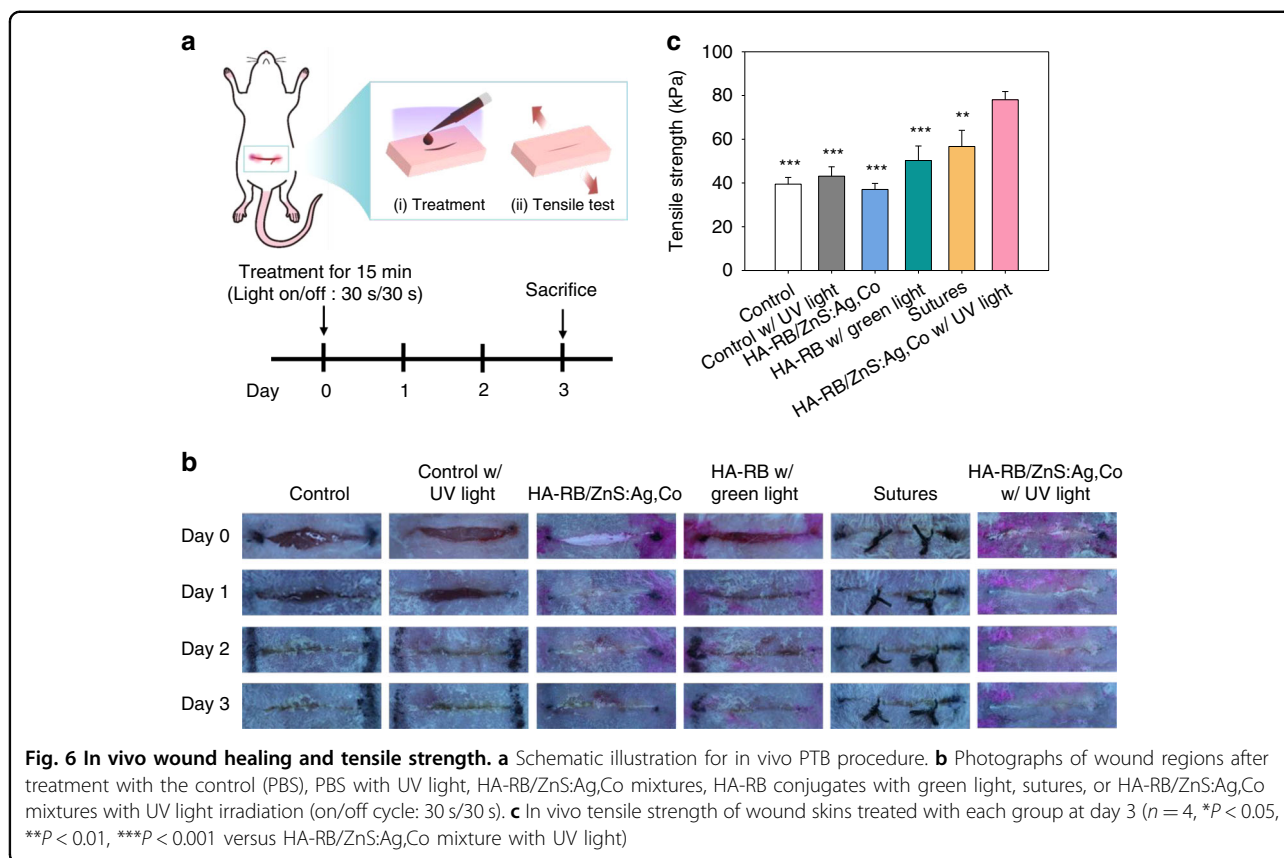 a
(i) Treatment
(ii) Tensile test
Treatment for 15 min
(Light on/off : 30 s/30 s)
Sacrifice
Day
0
1
2
3
c
Tensile strength (kPa)
100
80
60
40
20
0
***
***
***
***
**
Control
Control w/ UV light
HA-RB/ZnS:Ag,Co
HA-RB w/ green light
Sutures
HA-RB/ZnS:Ag,Co w/ UV light
b
Control
Control w/
UV light
HA-RB/ZnS:Ag,Co
HA-RB w/
green light
Sutures
HA-RB/ZnS:Ag,Co
w/ UV light
Day 0
Day 1
Day 2
Day 3
Fig. 6 In vivo wound healing and tensile strength. a Schematic illustration for in vivo PTB procedure. b Photographs of wound regions after
treatment with the control (PBS), PBS with UV light, HA-RB/ZnS:Ag,Co mixtures, HA-RB conjugates with green light, sutures, or HA-RB/ZnS:Ag,Co
mixtures with UV light irradiation (on/off cycle: 30 s/30 s). c In vivo tensile strength of wound skins treated with each group at day 3 (n = 4, *P < 0.05,
**P < 0.01, ***P < 0.001 versus HA-RB/ZnS:Ag,Co mixture with UV light)